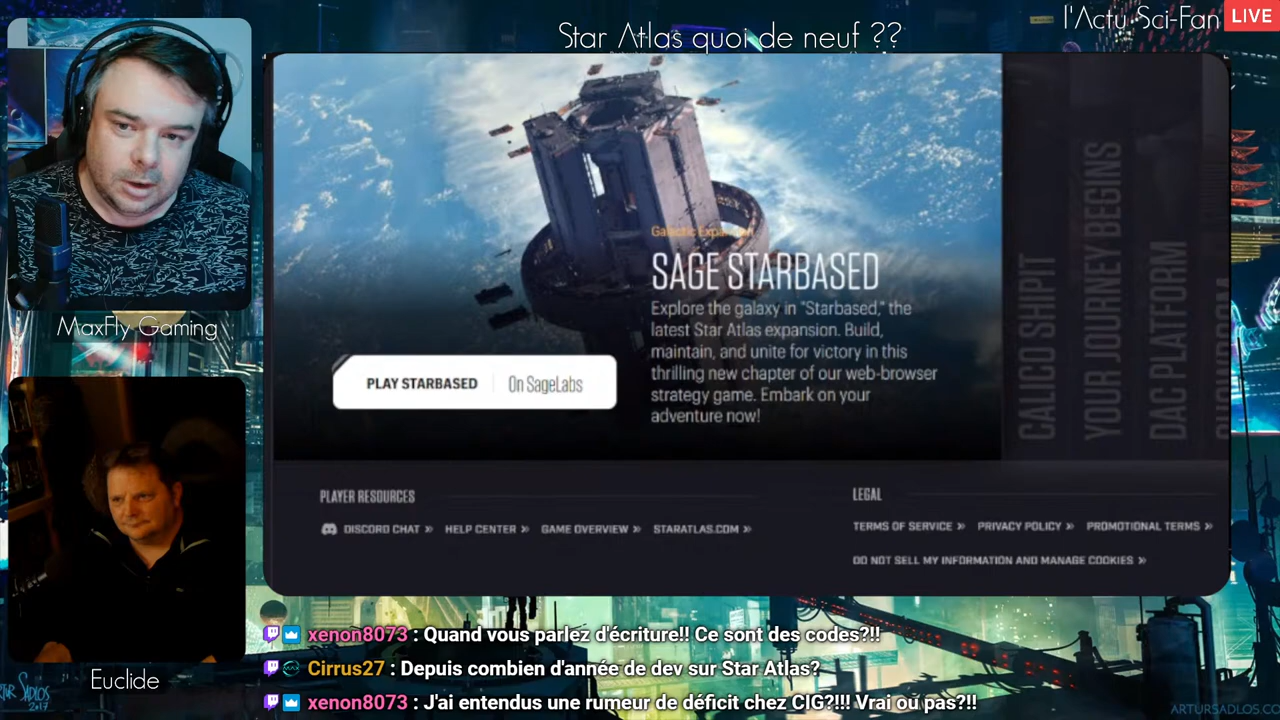 Star Atlas quoi de neuf ??
l'Actu Sci-Fan
LIVE
MaxFly Gaming
Euclide
SAGE STARBASED
Explore the galaxy in "Starbased," the
latest Star Atlas expansion. Build,
maintain, and unite for victory in this
thrilling new chapter of our web-browser
strategy game. Embark on your
adventure now!
PLAY STARBASED
On SageLabs
CALICO SHIPIT
YOUR JOURNEY BEGINS
DAC PLATFORM
PLAYER RESOURCES
DISCORD CHAT »
HELP CENTER »
GAME OVERVIEW »
STARATLAS.COM »
LEGAL
TERMS OF SERVICE »
PRIVACY POLICY »
PROMOTIONAL TERMS »
DO NOT SELL MY INFORMATION AND MANAGE COOKIES »
xenon8073 : Quand vous parlez d'écriture!! Ce sont des codes?!!
Cirrus27 : Depuis combien d'année de dev sur Star Atlas?
xenon8073 : J'ai entendus une rumeur de déficit chez CIG?!!! Vrai ou pas?!!
2017
ARTURSADLOS.CO